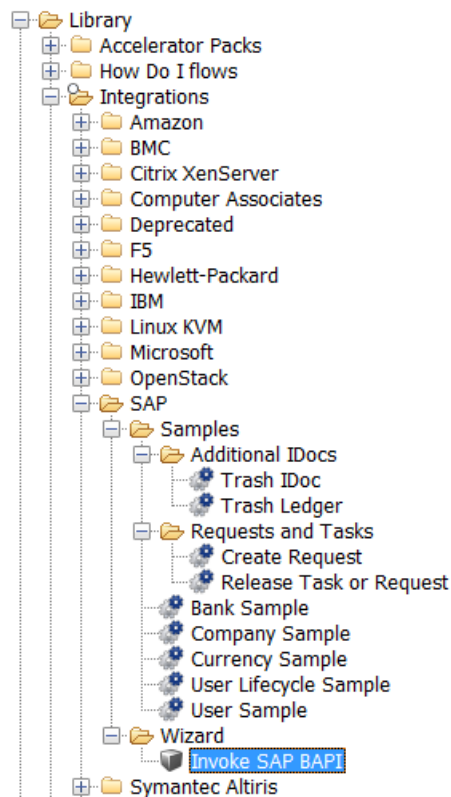 Library
Accelerator Packs
How Do I flows
Integrations
Amazon
BMC
Citrix XenServer
Computer Associates
Deprecated
F5
Hewlett-Packard
IBM
Linux KVM
Microsoft
OpenStack
SAP
Samples
Additional IDocs
Trash IDoc
Trash Ledger
Requests and Tasks
Create Request
Release Task or Request
Bank Sample
Company Sample
Currency Sample
User Lifecycle Sample
User Sample
Wizard
Invoke SAP BAPI
Symantec Altiris